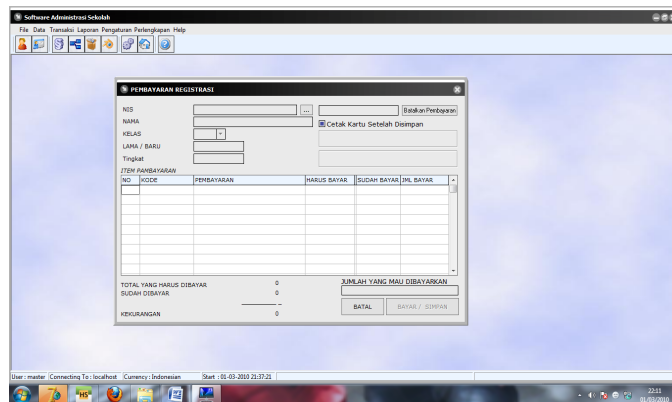 Software Administrasi Sekolah
File Data Transaksi Laporan Pengaturan Perlengkapan Help
PEMBAYARAN REGISTRASI
NIS ... Batalkan Pembayaran
NAMA Cetak Kartu Setelah Disimpan
KELAS
LAMA / BARU
Tingkat
ITEM PAMBAYARAN
NO KODE PEMBAYARAN HARUS BAYAR SUDAH BAYAR JML BAYAR
TOTAL YANG HARUS DIBAYAR 0 JUMLAH YANG MAU DIBAYARKAN
SUDAH DIBAYAR 0
BATAL BAYAR / SIMPAN
KEKURANGAN 0
User : master Connecting To : localhost Currency : Indonesian Start : 01-03-2010 21:37:21
22:11
01/03/2010